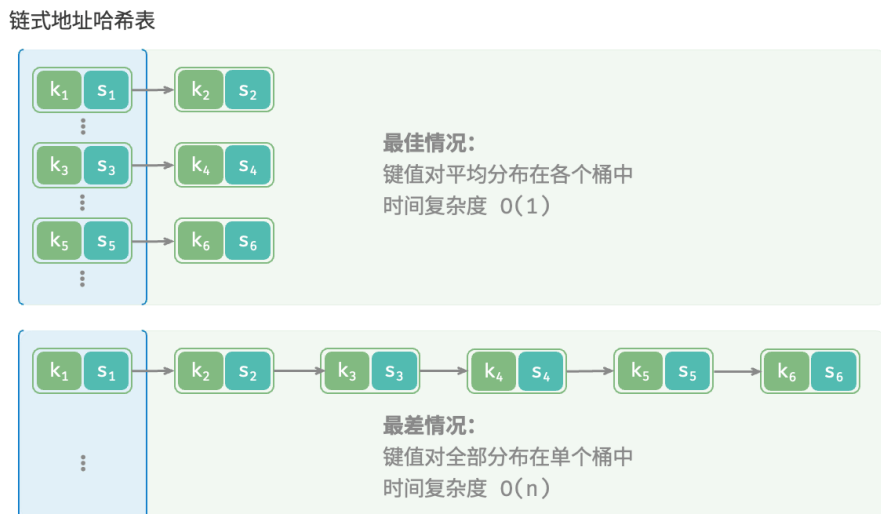 链式地址哈希表
k₁ s₁ k₂ s₂
k₃ s₃ k₄ s₄
k₅ s₅ k₆ s₆
最佳情况：
键值对平均分布在各个桶中
时间复杂度 O(1)
k₁ s₁ k₂ s₂ k₃ s₃ k₄ s₄ k₅ s₅ k₆ s₆
最差情况：
键值对全部分布在单个桶中
时间复杂度 O(n)